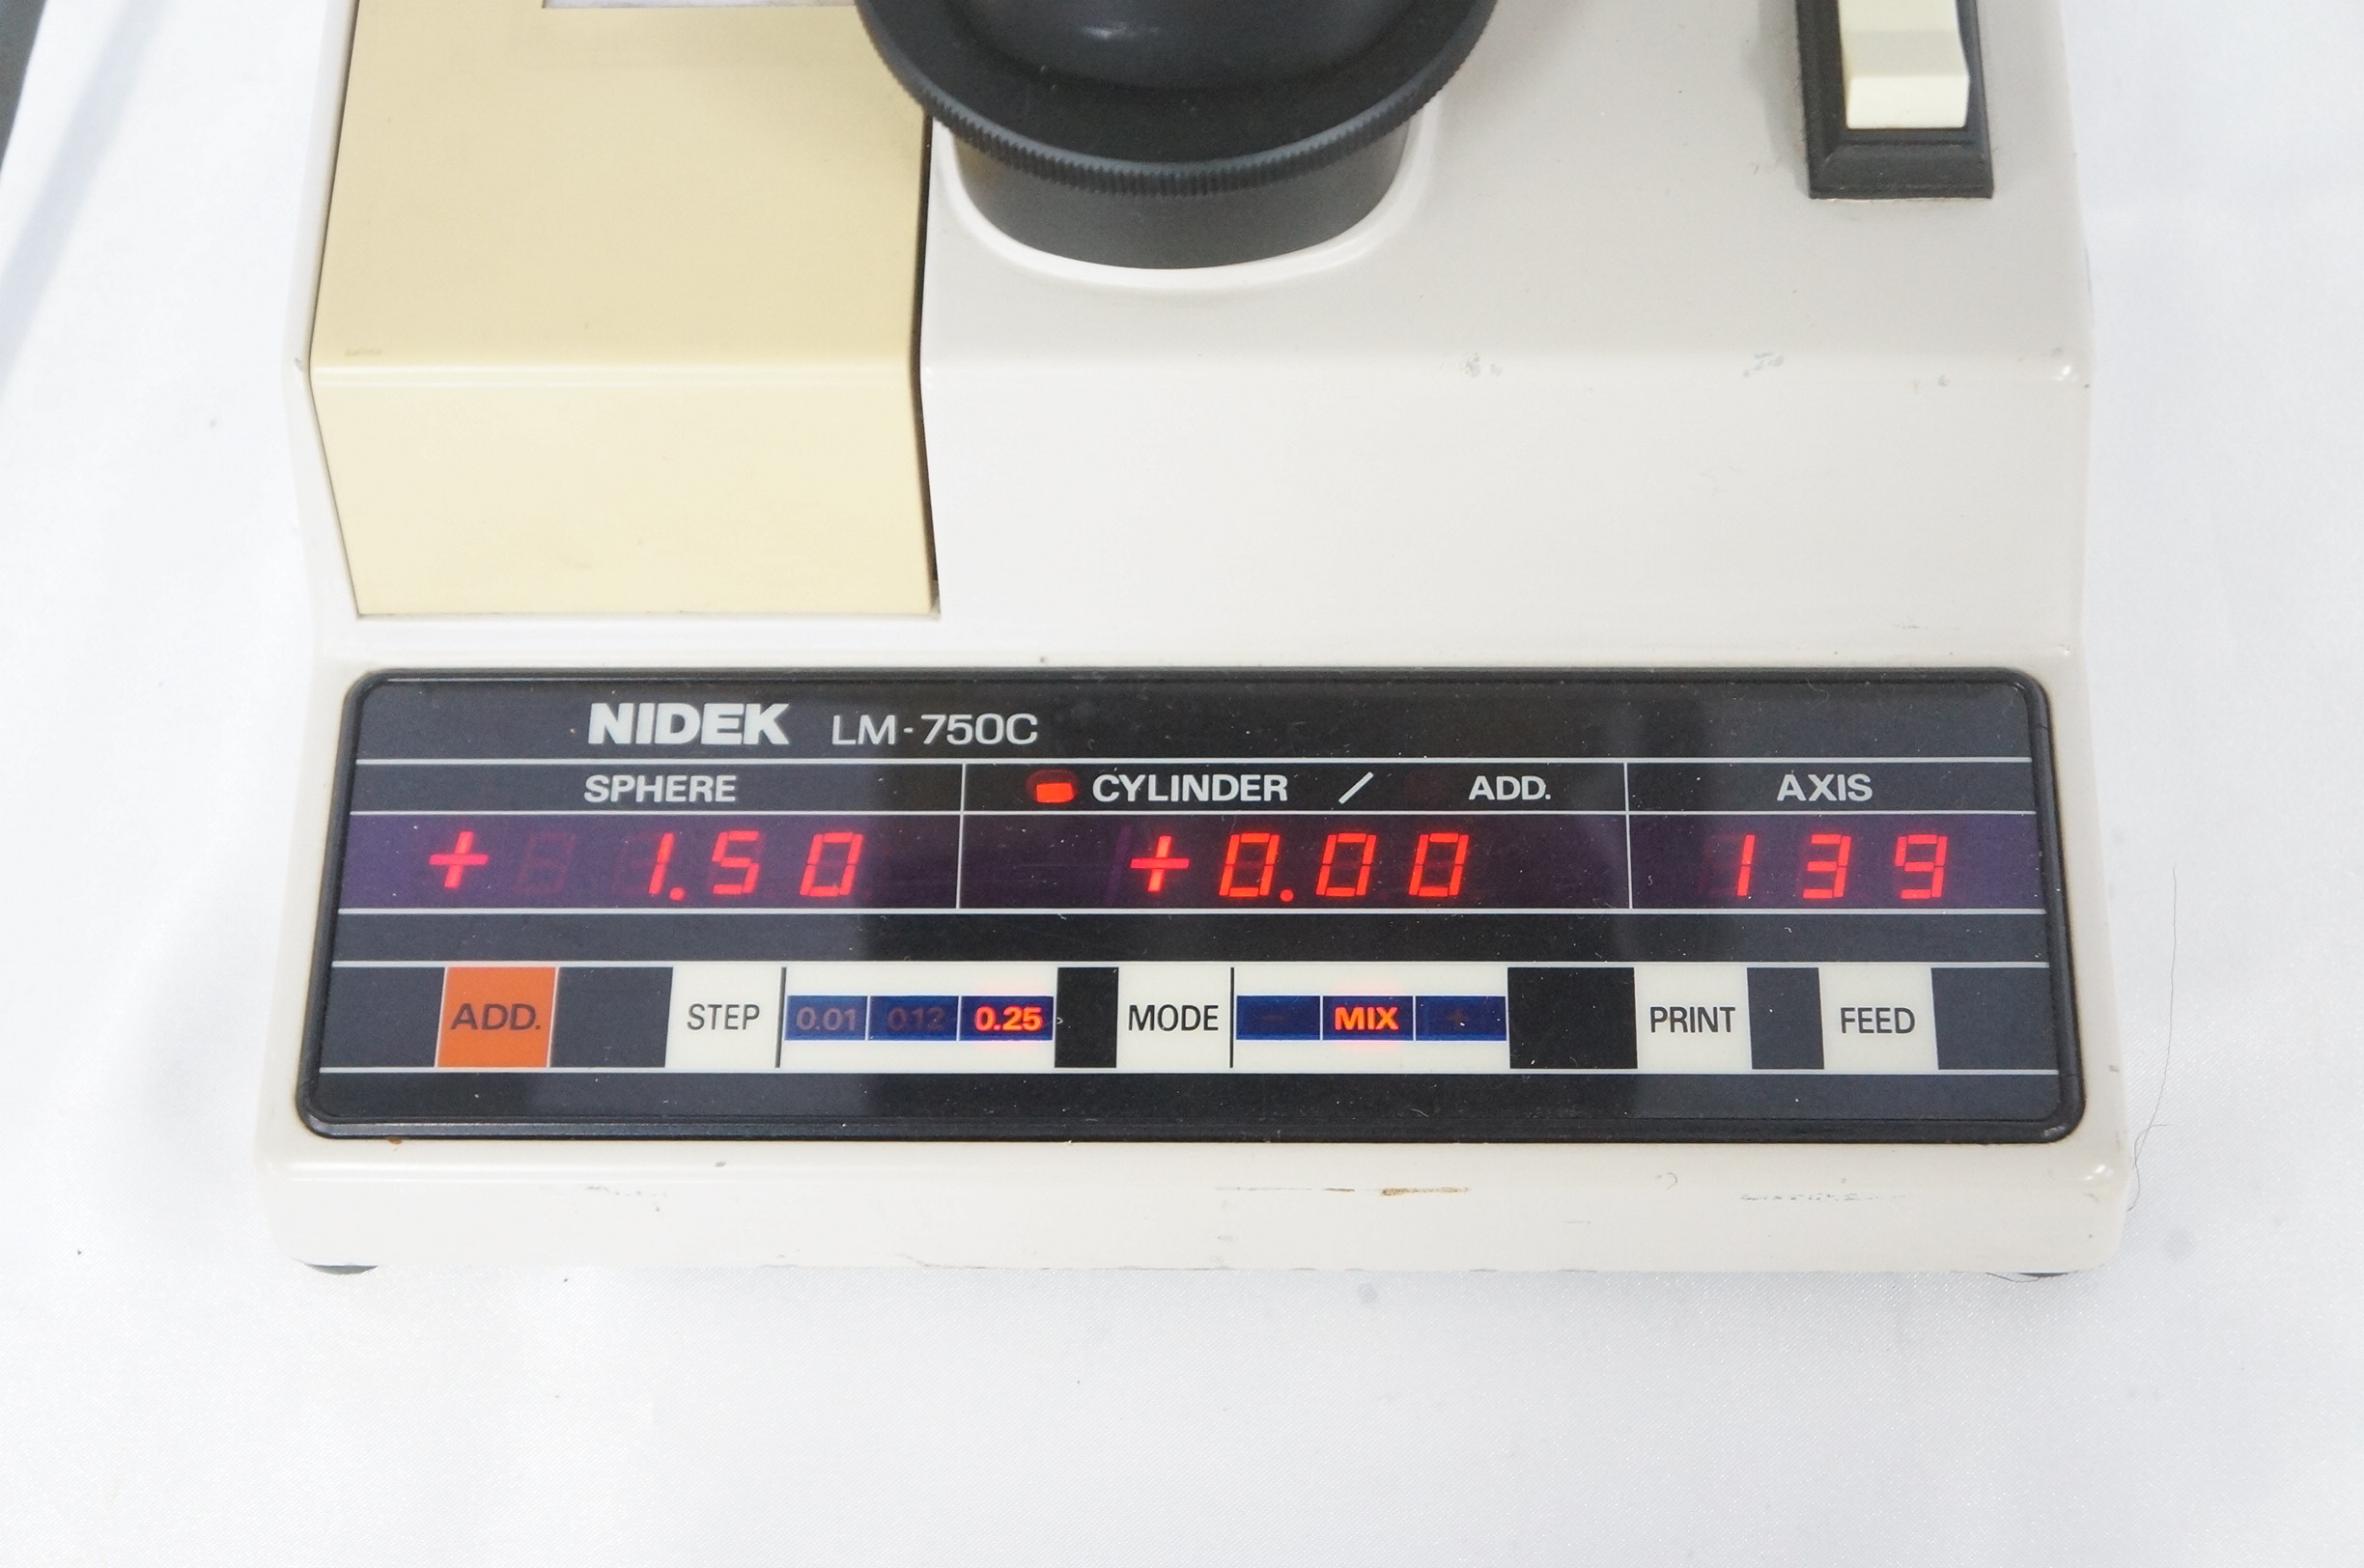 NIDEK LM-750C
SPHERE CYLINDER / ADD. AXIS
+ 1.50 +0.00 139
ADD. STEP 0.01 0.12 0.25 MODE - MIX + PRINT FEED